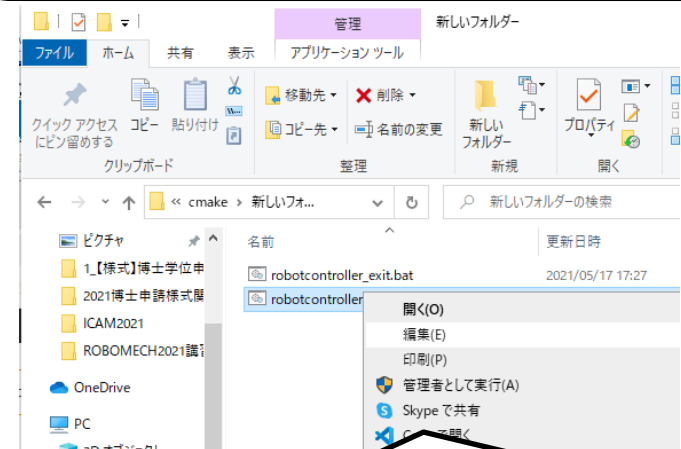 管理
新しいフォルダー
ファイル
ホーム
共有
表示
アプリケーション ツール
クイック アクセス
にピン留めする
コピー
貼り付け
移動先
コピー先
削除
名前の変更
新しい
フォルダー
プロパティ
クリップボード
整理
新規
開く
« cmake › 新しいフォ...
新しいフォルダーの検索
ピクチャ
1_【様式】博士学位申
2021博士申請様式関
ICAM2021
ROBOMECH2021講
OneDrive
PC
名前
更新日時
robotcontroller_exit.bat
2021/05/17 17:27
robotcontroller
開く(O)
編集(E)
印刷(P)
管理者として実行(A)
Skype で共有
で開く